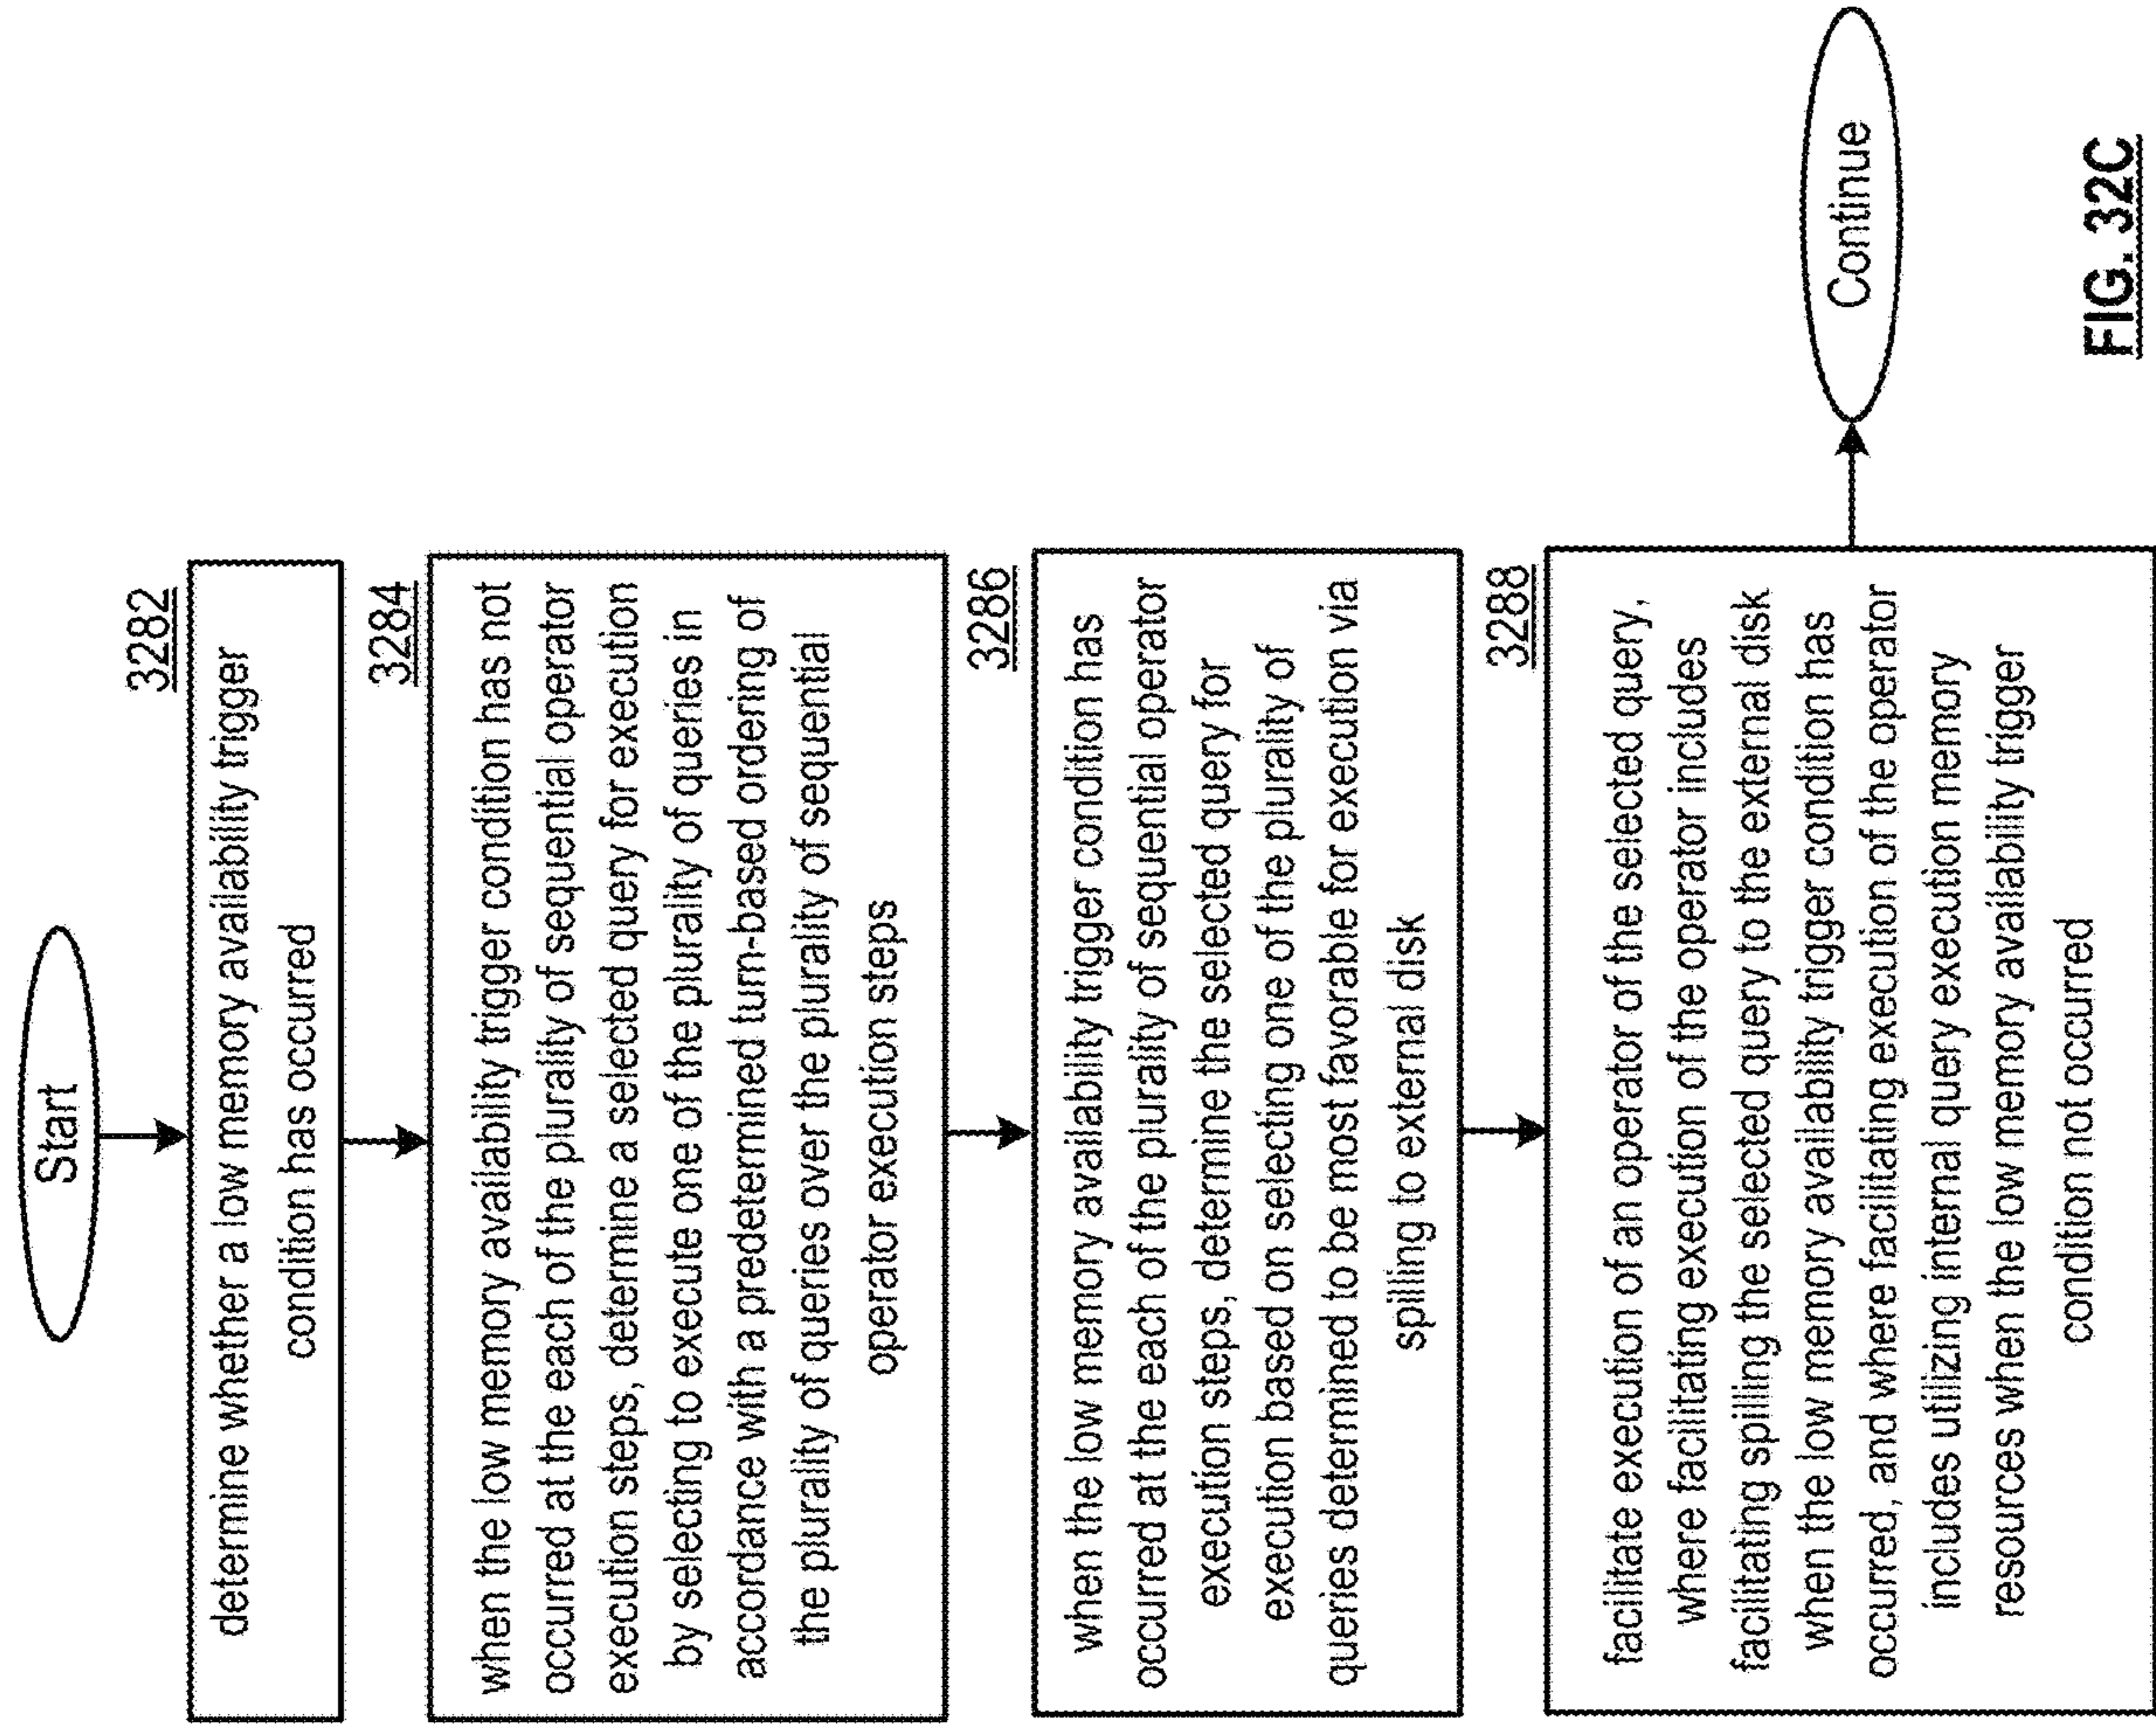 Start
3282
determine whether a low memory availability trigger
condition has occurred
3284
when the low memory availability trigger condition has not
occurred at the each of the plurality of sequential operator
execution steps, determine a selected query for execution
by selecting to execute one of the plurality of queries in
accordance with a predetermined turn-based ordering of
the plurality of queries over the plurality of sequential
operator execution steps
3286
when the low memory availability trigger condition has
occurred at the each of the plurality of sequential operator
execution steps, determine the selected query for
execution based on selecting one of the plurality of
queries determined to be most favorable for execution via
spilling to external disk
3288
facilitate execution of an operator of the selected query,
where facilitating execution of the operator includes
facilitating spilling the selected query to the external disk
when the low memory availability trigger condition has
occurred, and where facilitating execution of the operator
includes utilizing internal query execution memory
resources when the low memory availability trigger
condition not occurred
Continue
FIG. 32C